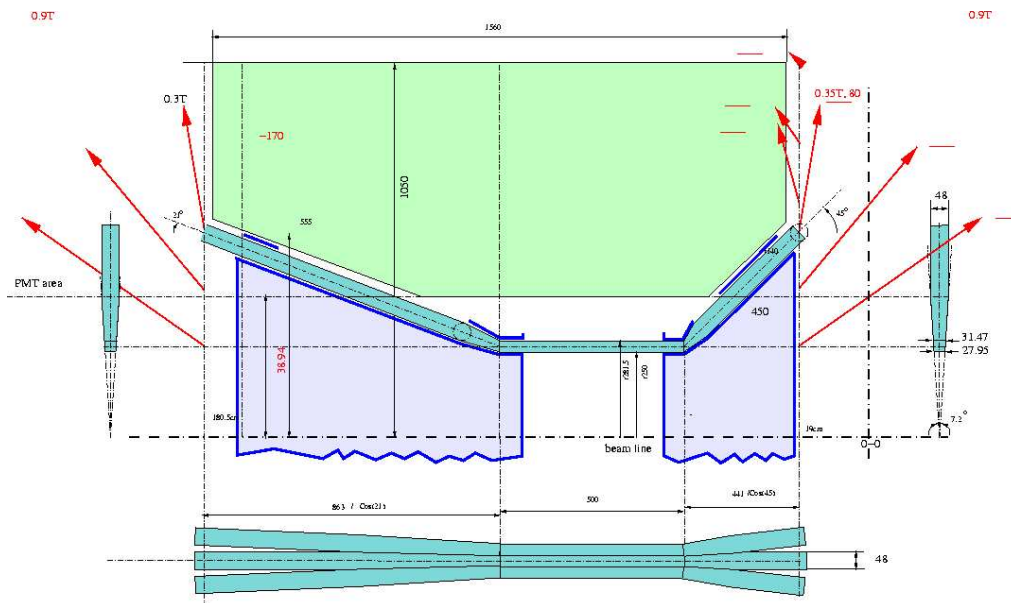 0.9T
0.9T
1560
0.3T
0.35T, 80
−170
1050
48
21°
555
45°
440
PMT area
450
38.94
r281.5
r250
31.47
27.95
180.5cm
19cm
7.2°
beam line
0-0
863 / Cos(21)
500
441 /Cos(45)
48